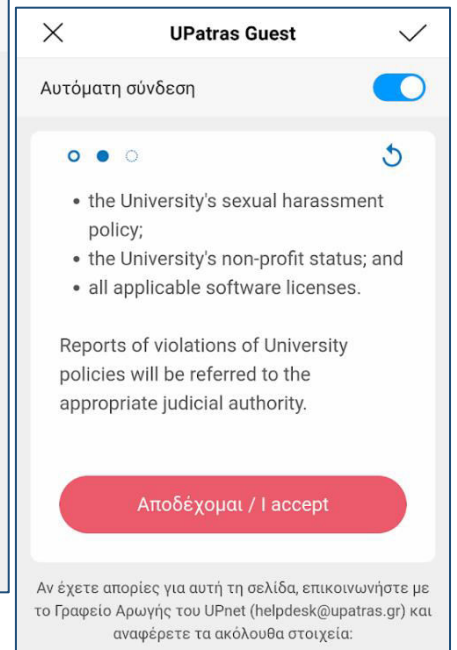 UPatras Guest
Αυτόματη σύνδεση
• the University's sexual harassment
policy;
• the University's non-profit status; and
• all applicable software licenses.
Reports of violations of University
policies will be referred to the
appropriate judicial authority.
Αποδέχομαι / I accept
Αν έχετε απορίες για αυτή τη σελίδα, επικοινωνήστε με
το Γραφείο Αρωγής του UPnet (helpdesk@upatras.gr) και
αναφέρετε τα ακόλουθα στοιχεία: